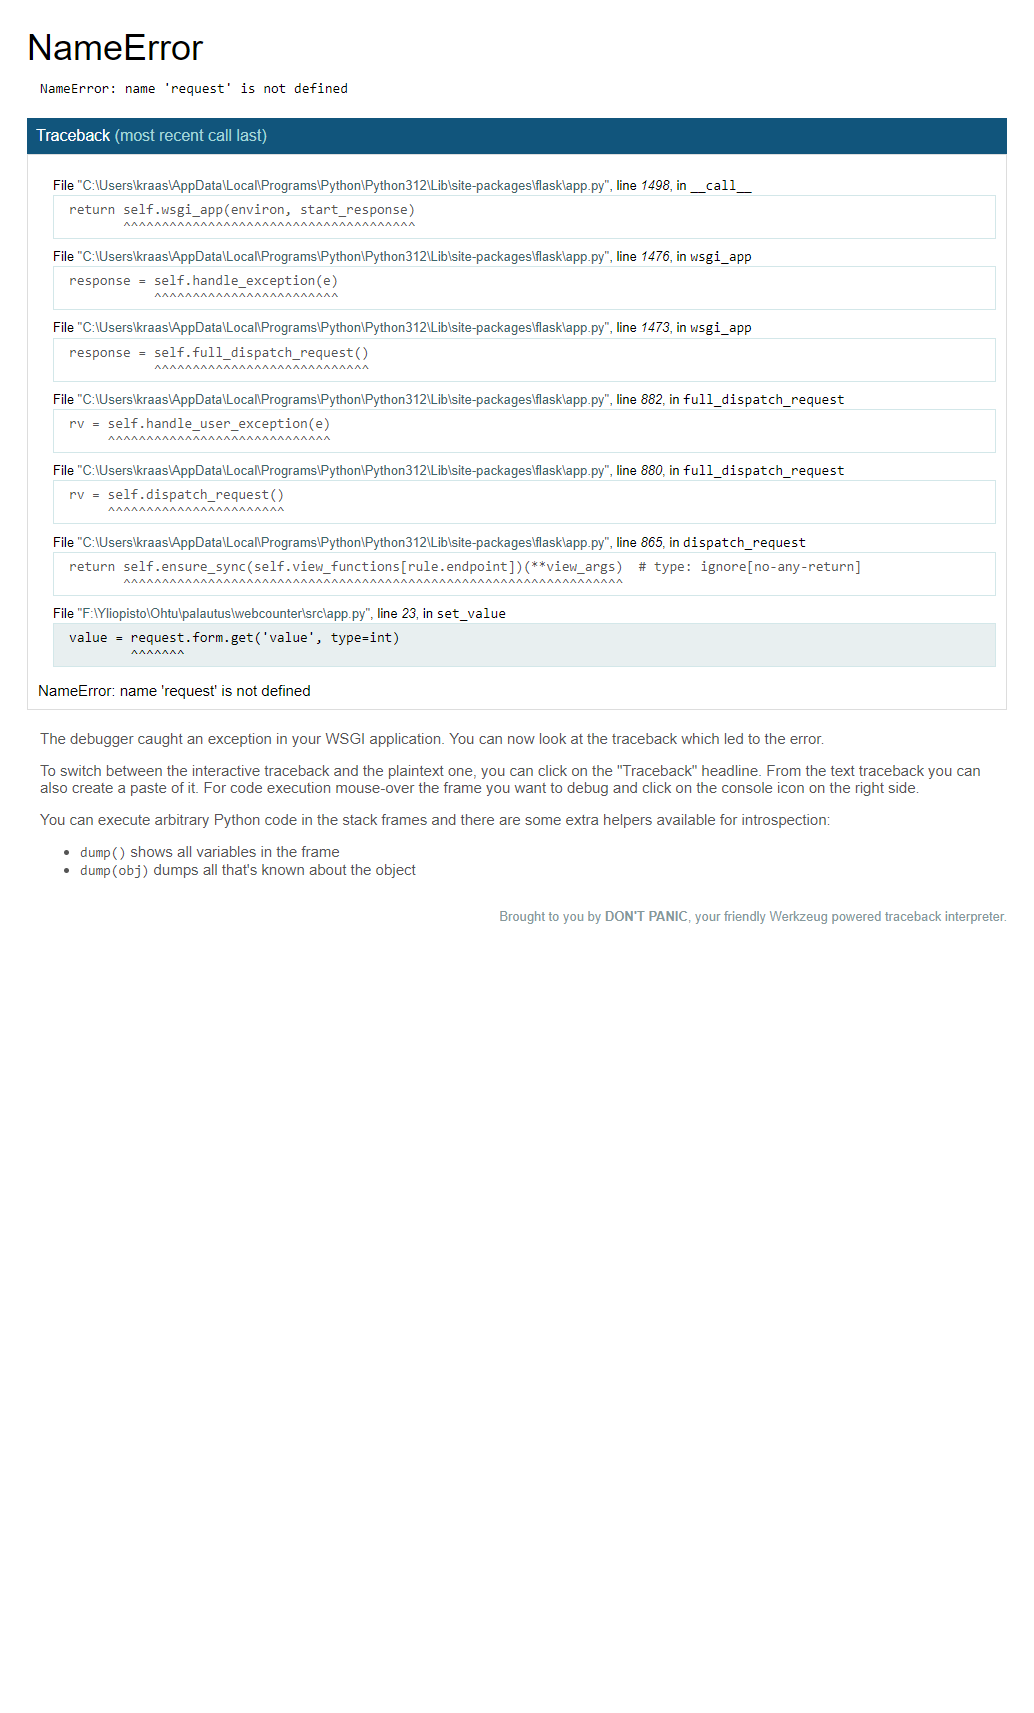 NameError
NameError: name 'request' is not defined
Traceback (most recent call last)
File "C:\Users\kraas\AppData\Local\Programs\Python\Python312\Lib\site-packages\flask\app.py", line 1498, in __call__
return self.wsgi_app(environ, start_response)
^^^^^^^^^^^^^^^^^^^^^^^^^^^^^^^^^^^^^^
File "C:\Users\kraas\AppData\Local\Programs\Python\Python312\Lib\site-packages\flask\app.py", line 1476, in wsgi_app
response = self.handle_exception(e)
^^^^^^^^^^^^^^^^^^^^^^^^
File "C:\Users\kraas\AppData\Local\Programs\Python\Python312\Lib\site-packages\flask\app.py", line 1473, in wsgi_app
response = self.full_dispatch_request()
^^^^^^^^^^^^^^^^^^^^^^^^^^^^
File "C:\Users\kraas\AppData\Local\Programs\Python\Python312\Lib\site-packages\flask\app.py", line 882, in full_dispatch_request
rv = self.handle_user_exception(e)
^^^^^^^^^^^^^^^^^^^^^^^^^^^^^
File "C:\Users\kraas\AppData\Local\Programs\Python\Python312\Lib\site-packages\flask\app.py", line 880, in full_dispatch_request
rv = self.dispatch_request()
^^^^^^^^^^^^^^^^^^^^^^^
File "C:\Users\kraas\AppData\Local\Programs\Python\Python312\Lib\site-packages\flask\app.py", line 865, in dispatch_request
return self.ensure_sync(self.view_functions[rule.endpoint])(**view_args)  # type: ignore[no-any-return]
^^^^^^^^^^^^^^^^^^^^^^^^^^^^^^^^^^^^^^^^^^^^^^^^^^^^^^^^^^^^^^^^^
File "F:\Yliopisto\Ohtu\palautus\webcounter\src\app.py", line 23, in set_value
value = request.form.get('value', type=int)
^^^^^^^
NameError: name 'request' is not defined
The debugger caught an exception in your WSGI application. You can now look at the traceback which led to the error.
To switch between the interactive traceback and the plaintext one, you can click on the "Traceback" headline. From the text traceback you can
also create a paste of it. For code execution mouse-over the frame you want to debug and click on the console icon on the right side.
You can execute arbitrary Python code in the stack frames and there are some extra helpers available for introspection:
• dump() shows all variables in the frame
• dump(obj) dumps all that's known about the object
Brought to you by DON'T PANIC, your friendly Werkzeug powered traceback interpreter.